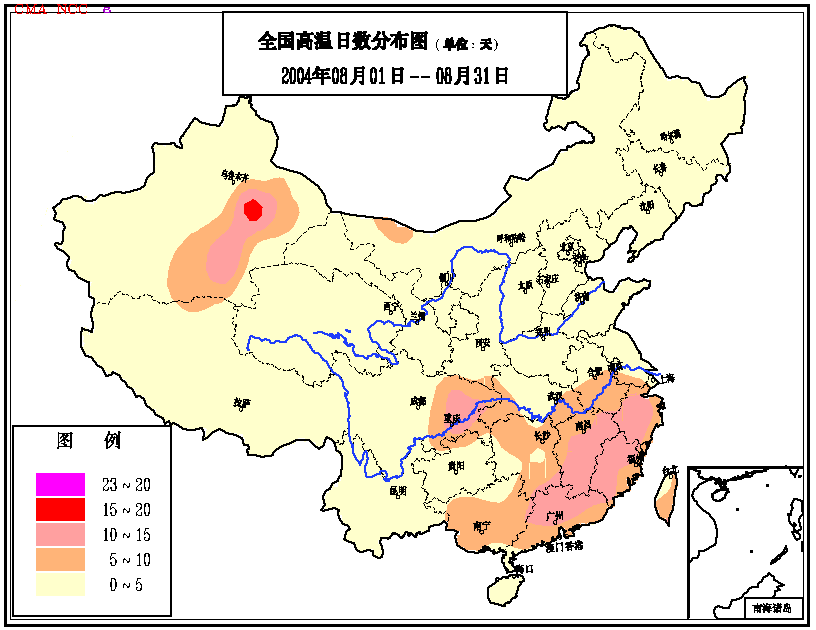 CMA NCC
全国高温日数分布图（单位：天）
2004年08月01日－－08月31日
哈尔滨
长春
乌鲁木齐
沈阳
呼和浩特
北京
天津
银川
太原
石家庄
济南
西宁
兰州
郑州
西安
合肥
南京
上海
拉萨
成都
重庆
武汉
杭州
长沙
南昌
贵阳
福州
台北
昆明
南宁
广州
澳门香港
海口
图 例
23～20
15～20
10～15
5～10
0～5
南海诸岛